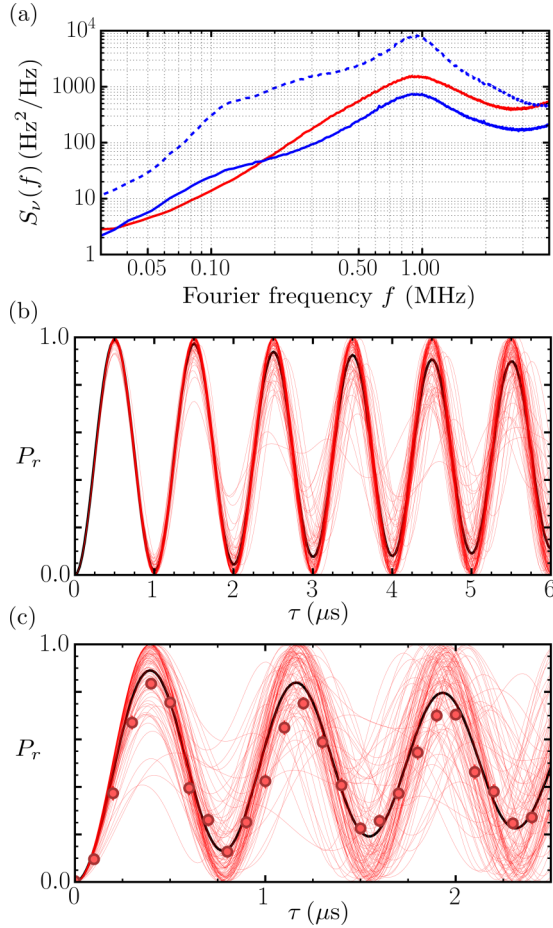 (a)
10⁴
1000
100
10
1
S_ν(f) (Hz²/Hz)
0.05 0.10 0.50 1.00
Fourier frequency f (MHz)
(b)
1.0
P_r
0.0
0 1 2 3 4 5 6
τ (μs)
(c)
1.0
P_r
0.0
0 1 2
τ (μs)